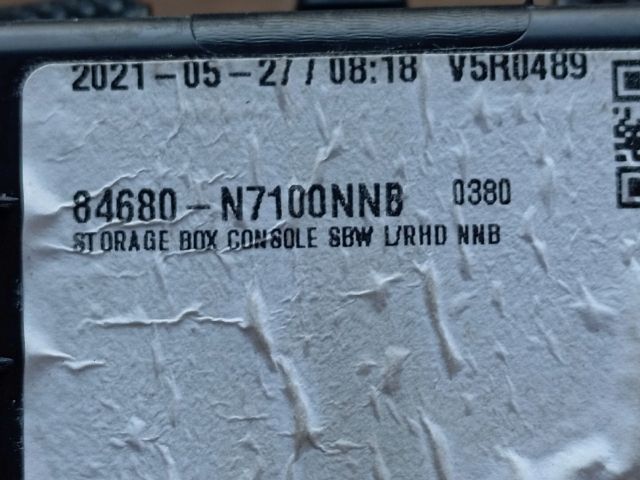 2021-05-27 / 08:18 V5R0489
84680-N7100NNB 0380
STORAGE BOX CONSOLE SBW L/RHD NNB